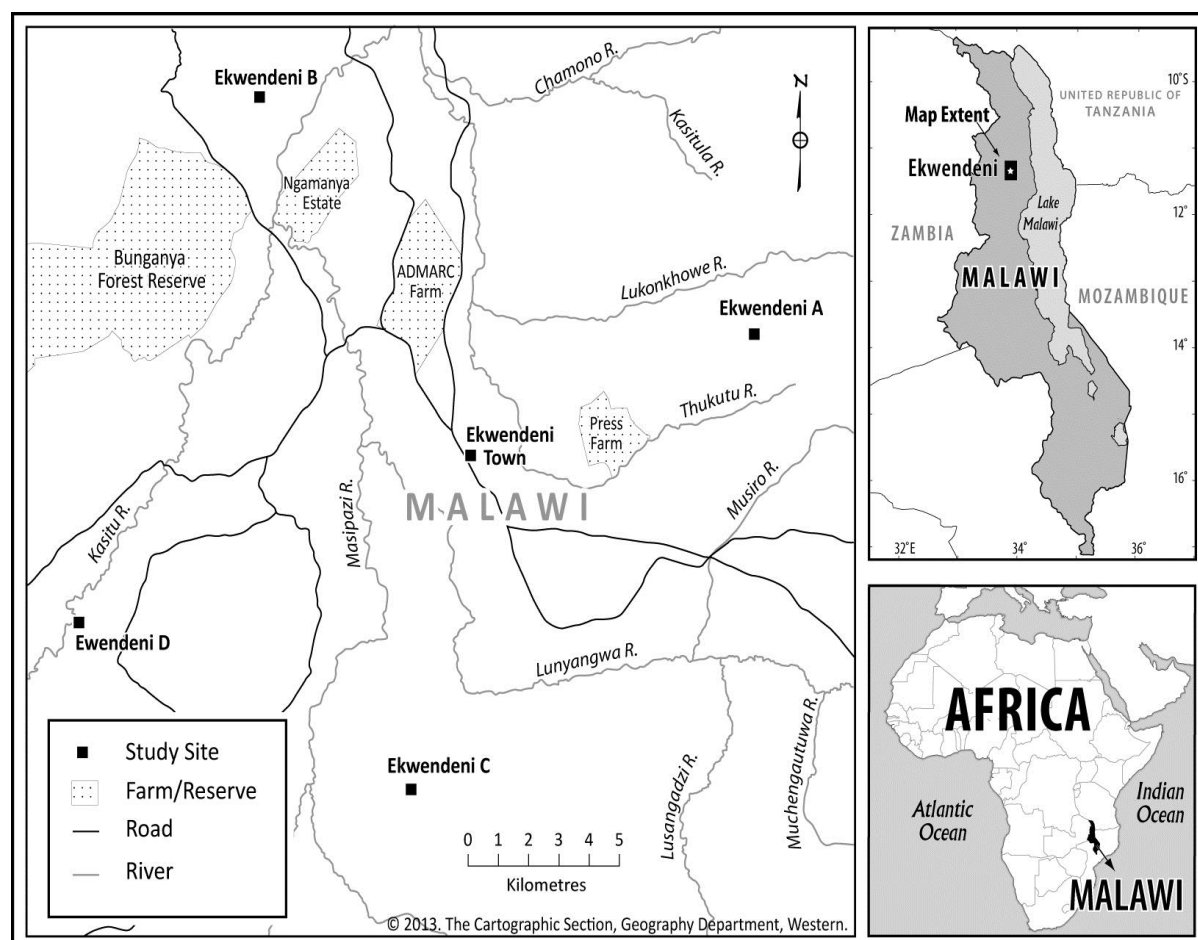 Ekwendeni B
Chamono R.
Kasitula R.
N
Ngamanya
Estate
Bunganya
Forest Reserve
ADMARC
Farm
Lukonkhowe R.
Ekwendeni A
Thukutu R.
Press
Farm
Ekwendeni
Town
MALAWI
Musiro R.
Masipazi R.
Kasitu R.
Ewendeni D
Lunyangwa R.
Ekwendeni C
Lusangadzi R.
Muchengautuwa R.
Study Site
Farm/Reserve
Road
River
0 1 2 3 4 5
Kilometres
© 2013. The Cartographic Section, Geography Department, Western.
10°S
UNITED REPUBLIC OF
TANZANIA
Map Extent
Ekwendeni
12°
Lake
Malawi
ZAMBIA
MALAWI
MOZAMBIQUE
14°
16°
32°E
34°
36°
AFRICA
Atlantic
Ocean
Indian
Ocean
MALAWI